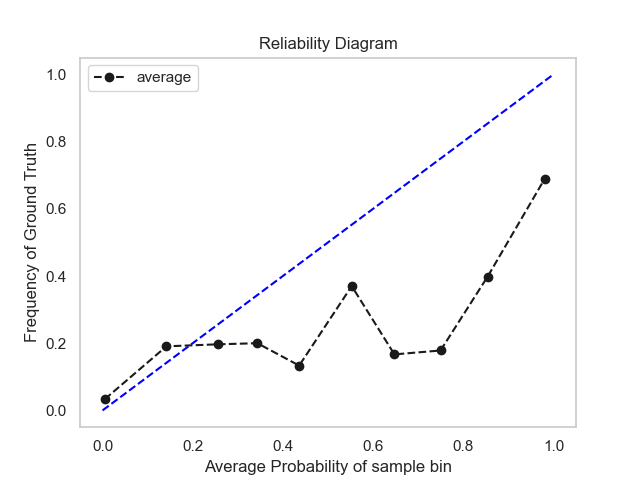 Reliability Diagram
average
Frequency of Ground Truth
1.0
0.8
0.6
0.4
0.2
0.0
0.0 0.2 0.4 0.6 0.8 1.0
Average Probability of sample bin